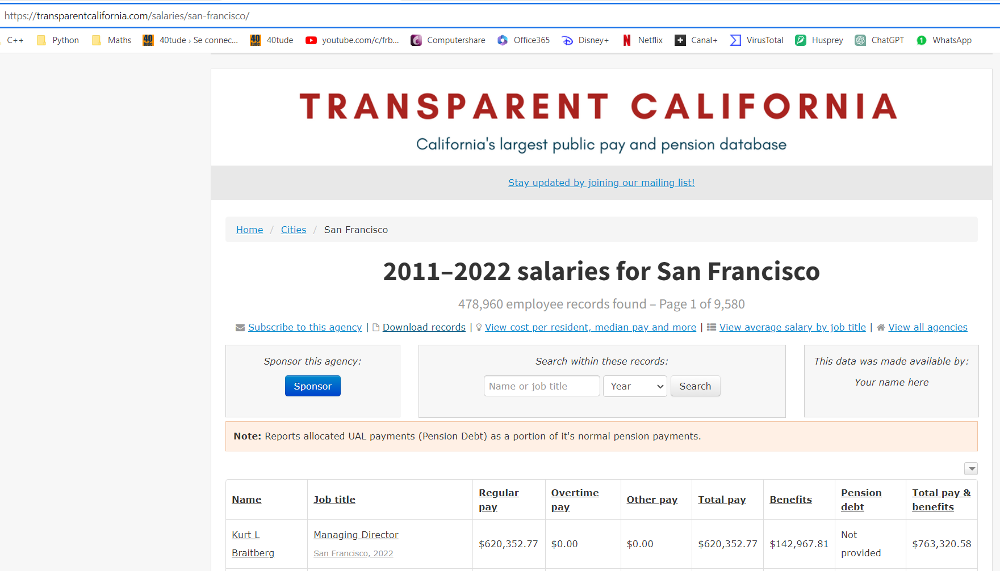 https://transparentcalifornia.com/salaries/san-francisco/
C++ Python Maths 40tude › Se connec... 40tude youtube.com/c/frb... Computershare Office365 Disney+ Netflix Canal+ VirusTotal Husprey ChatGPT 1 WhatsApp
TRANSPARENT CALIFORNIA
California's largest public pay and pension database
Stay updated by joining our mailing list!
Home / Cities / San Francisco
2011–2022 salaries for San Francisco
478,960 employee records found – Page 1 of 9,580
Subscribe to this agency | Download records | View cost per resident, median pay and more | View average salary by job title | View all agencies
Sponsor this agency:
Sponsor
Search within these records:
Name or job title Year Search
This data was made available by:
Your name here
Note: Reports allocated UAL payments (Pension Debt) as a portion of it's normal pension payments.
Name Job title Regular pay Overtime pay Other pay Total pay Benefits Pension debt Total pay & benefits
Kurt L Braitberg Managing Director San Francisco, 2022 $620,352.77 $0.00 $0.00 $620,352.77 $142,967.81 Not provided $763,320.58